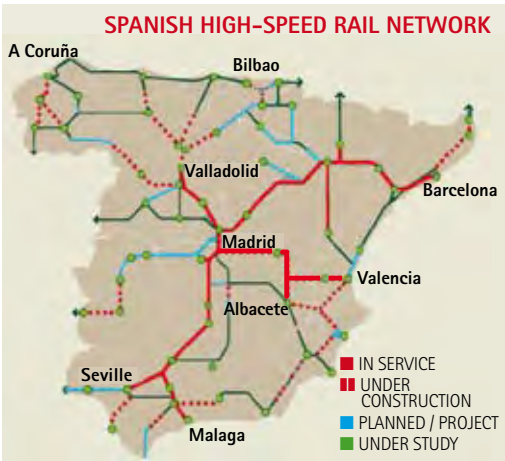 SPANISH HIGH-SPEED RAIL NETWORK
A Coruña
Bilbao
Valladolid
Barcelona
Madrid
Valencia
Albacete
Seville
Malaga
IN SERVICE
UNDER
CONSTRUCTION
PLANNED / PROJECT
UNDER STUDY